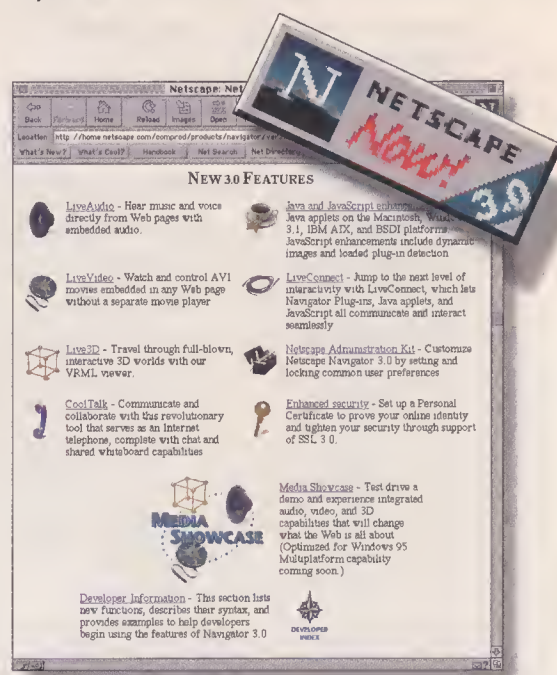 Netscape: Net
Back
Forward
Home
Reload
Images
Open
Location
http://home.netscape.com/comprod/products/navigator/ver
What's New?
What's Cool?
Handbook
Net Search
Net Directory
N
NETSCAPE
Now!
3.0
NEW 3.0 FEATURES
LiveAudio - Hear music and voice
directly from Web pages with
embedded audio.
LiveVideo - Watch and control AVI
movies embedded in any Web page
without a separate movie player
Live3D - Travel through full-blown,
interactive 3D worlds with our
VRML viewer.
CoolTalk - Communicate and
collaborate with this revolutionary
tool that serves as an Internet
telephone, complete with chat and
shared whiteboard capabilities
Java and JavaScript
Java applets on the Macintosh,
3.1, IBM AIX, and BSDI platforms.
JavaScript enhancements include dynamic
images and loaded plug-in detection
LiveConnect - Jump to the next level of
interactivity with LiveConnect, which lets
Navigator Plug-ins, Java applets, and
JavaScript all communicate and interact
seamlessly
Netscape Administration Kit - Customize
Netscape Navigator 3.0 by setting and
locking common user preferences
Enhanced security - Set up a Personal
Certificate to prove your online identity
and tighten your security through support
of SSL 3.0.
MEDIA
SHOWCASE
Media Showcase - Test drive a
demo and experience integrated
audio, video, and 3D
capabilities that will change
what the Web is all about
(Optimized for Windows 95
Multiplatform capability
coming soon.)
Developer Information - This section lists
new functions, describes their syntax, and
provides examples to help developers
begin using the features of Navigator 3.0
DEVELOPER
INDEX